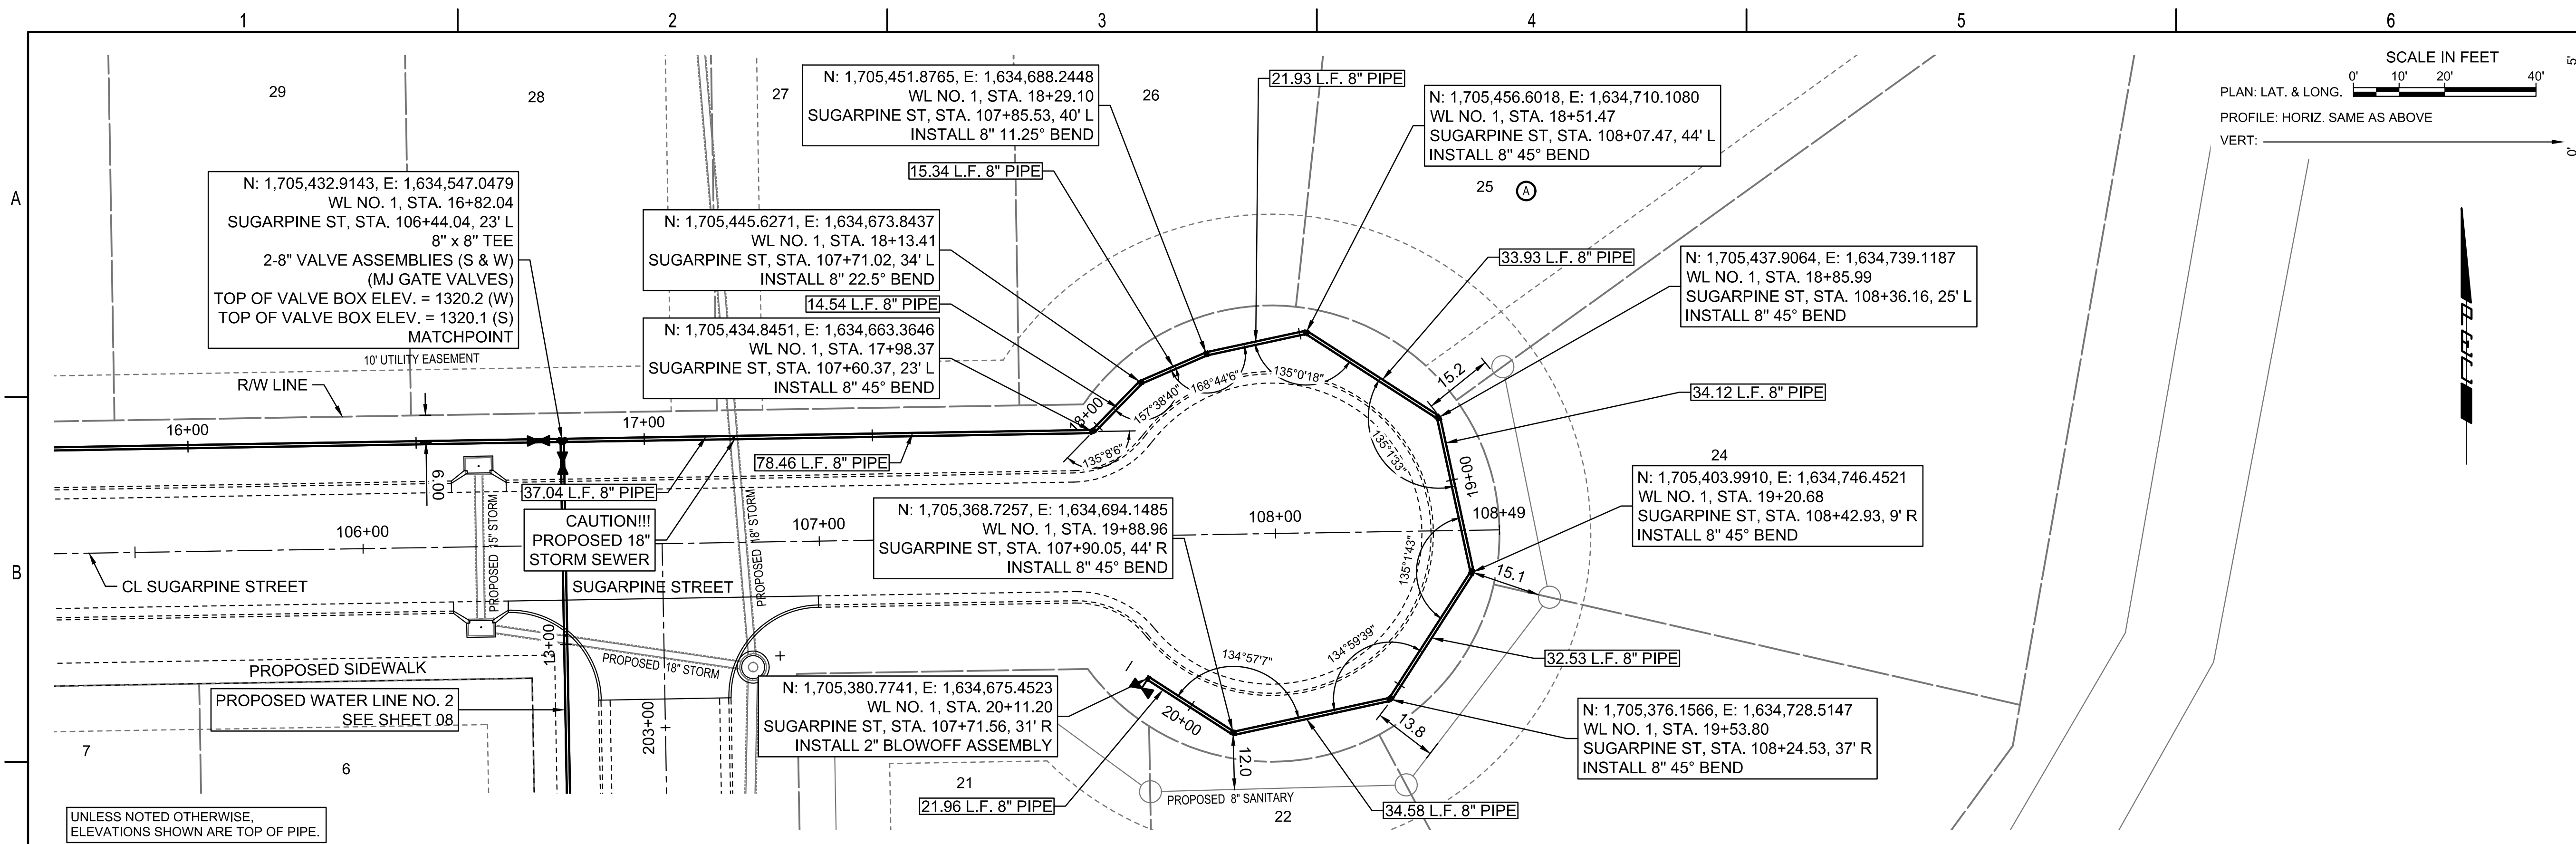 1
2
3
4
5
6
A
B
29
28
27
26
25
A
24
22
21
7
6
SCALE IN FEET
0' 10' 20' 40'
PLAN: LAT. & LONG.
PROFILE: HORIZ. SAME AS ABOVE
VERT:
5'
0'
N: 1,705,432.9143, E: 1,634,547.0479
WL NO. 1, STA. 16+82.04
SUGARPINE ST, STA. 106+44.04, 23' L
8" x 8" TEE
2-8" VALVE ASSEMBLIES (S & W)
(MJ GATE VALVES)
TOP OF VALVE BOX ELEV. = 1320.2 (W)
TOP OF VALVE BOX ELEV. = 1320.1 (S)
MATCHPOINT
10' UTILITY EASEMENT
R/W LINE
N: 1,705,451.8765, E: 1,634,688.2448
WL NO. 1, STA. 18+29.10
SUGARPINE ST, STA. 107+85.53, 40' L
INSTALL 8" 11.25° BEND
15.34 L.F. 8" PIPE
21.93 L.F. 8" PIPE
N: 1,705,445.6271, E: 1,634,673.8437
WL NO. 1, STA. 18+13.41
SUGARPINE ST, STA. 107+71.02, 34' L
INSTALL 8" 22.5° BEND
14.54 L.F. 8" PIPE
N: 1,705,434.8451, E: 1,634,663.3646
WL NO. 1, STA. 17+98.37
SUGARPINE ST, STA. 107+60.37, 23' L
INSTALL 8" 45° BEND
N: 1,705,456.6018, E: 1,634,710.1080
WL NO. 1, STA. 18+51.47
SUGARPINE ST, STA. 108+07.47, 44' L
INSTALL 8" 45° BEND
33.93 L.F. 8" PIPE
N: 1,705,437.9064, E: 1,634,739.1187
WL NO. 1, STA. 18+85.99
SUGARPINE ST, STA. 108+36.16, 25' L
INSTALL 8" 45° BEND
34.12 L.F. 8" PIPE
N: 1,705,403.9910, E: 1,634,746.4521
WL NO. 1, STA. 19+20.68
SUGARPINE ST, STA. 108+42.93, 9' R
INSTALL 8" 45° BEND
32.53 L.F. 8" PIPE
N: 1,705,376.1566, E: 1,634,728.5147
WL NO. 1, STA. 19+53.80
SUGARPINE ST, STA. 108+24.53, 37' R
INSTALL 8" 45° BEND
34.58 L.F. 8" PIPE
N: 1,705,368.7257, E: 1,634,694.1485
WL NO. 1, STA. 19+88.96
SUGARPINE ST, STA. 107+90.05, 44' R
INSTALL 8" 45° BEND
N: 1,705,380.7741, E: 1,634,675.4523
WL NO. 1, STA. 20+11.20
SUGARPINE ST, STA. 107+71.56, 31' R
INSTALL 2" BLOWOFF ASSEMBLY
21.96 L.F. 8" PIPE
16+00
17+00
18+00
19+00
20+00
6.00
37.04 L.F. 8" PIPE
78.46 L.F. 8" PIPE
CAUTION!!!
PROPOSED 18"
STORM SEWER
106+00
107+00
108+00
108+49
CL SUGARPINE STREET
SUGARPINE STREET
PROPOSED 15" STORM
PROPOSED 18" STORM
PROPOSED 18" STORM
13+00
203+00
PROPOSED SIDEWALK
PROPOSED WATER LINE NO. 2
SEE SHEET 08
135°8'6"
157°38'40"
168°44'6"
135°0'18"
135°1'33"
135°1'43"
134°59'39"
134°57'7"
15.2
15.1
13.8
12.0
PROPOSED 8" SANITARY
UNLESS NOTED OTHERWISE,
ELEVATIONS SHOWN ARE TOP OF PIPE.